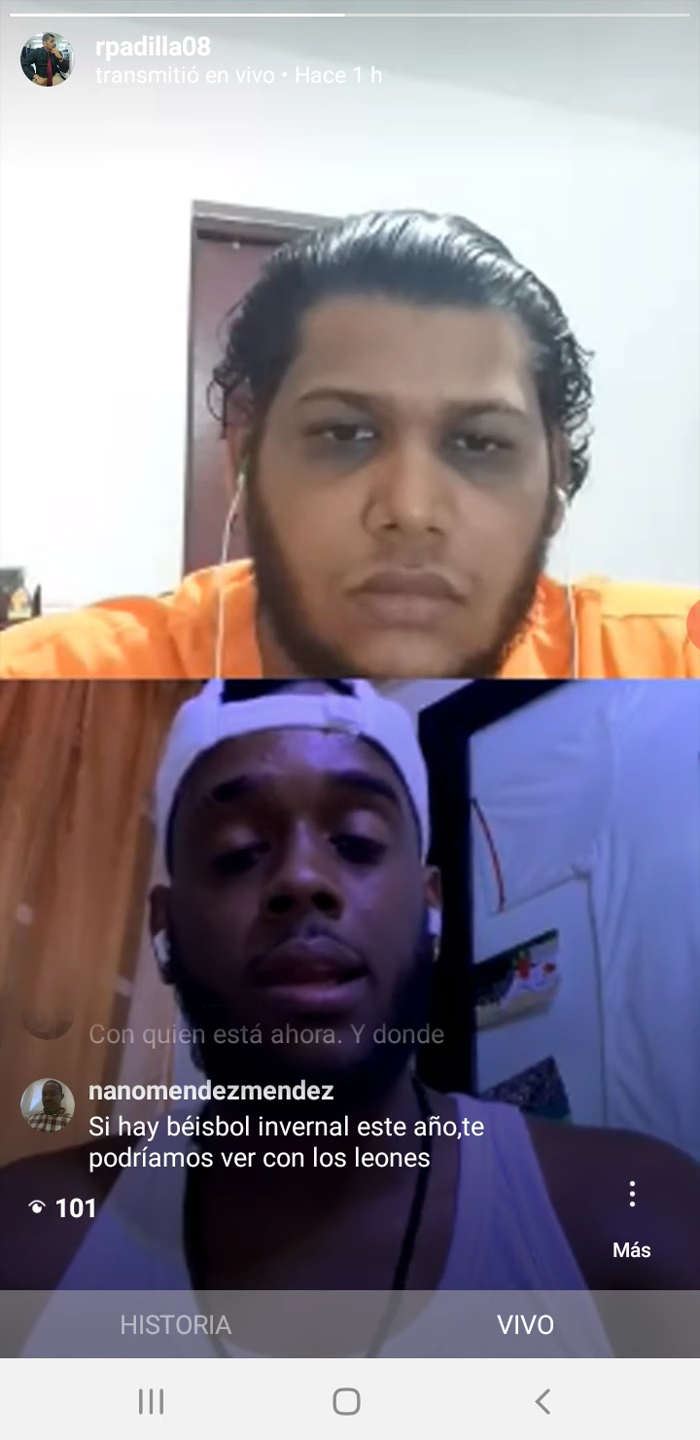 rpadilla08
transmitió en vivo • Hace 1 h
Con quien está ahora. Y donde
nanomendezmendez
Si hay béisbol invernal este año,te
podríamos ver con los leones
101
Más
HISTORIA
VIVO